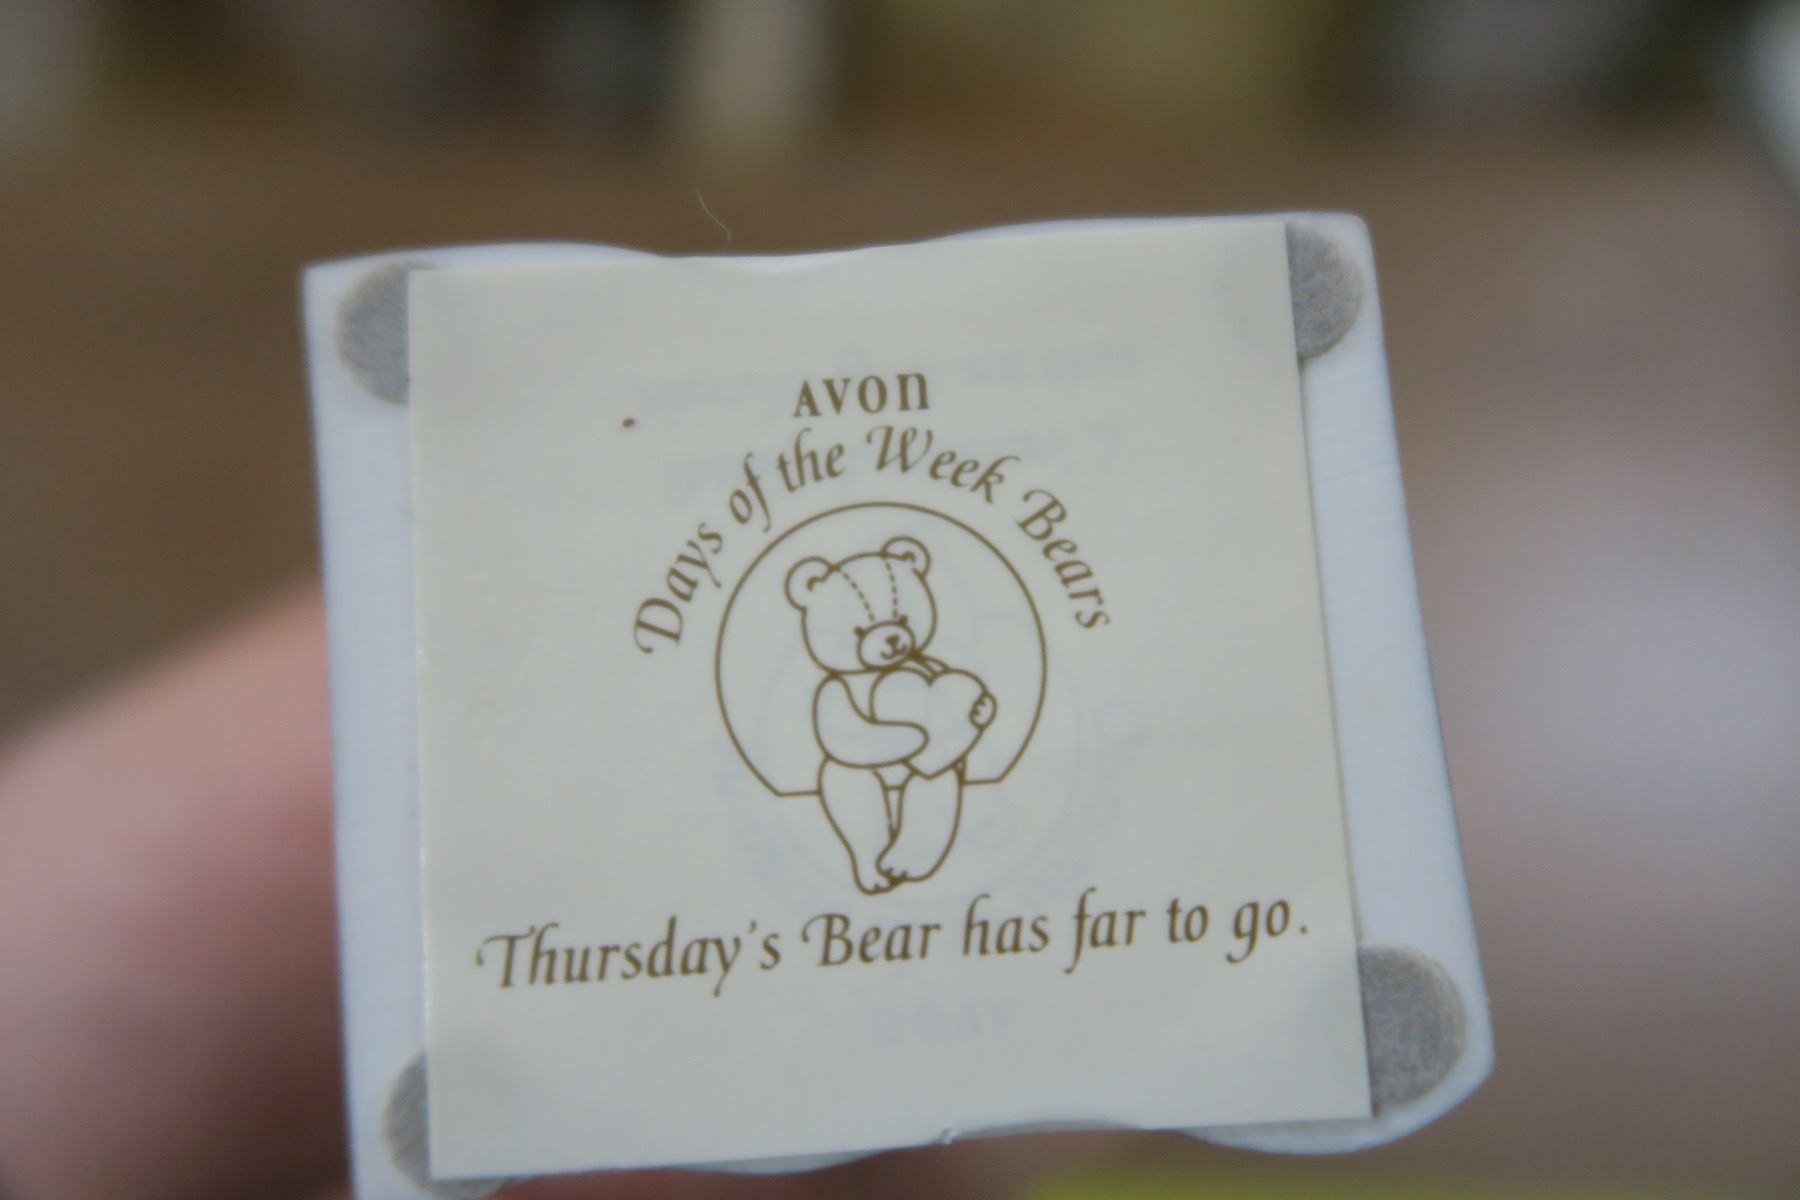 AVON
Days of the Week Bears
Thursday's Bear has far to go.